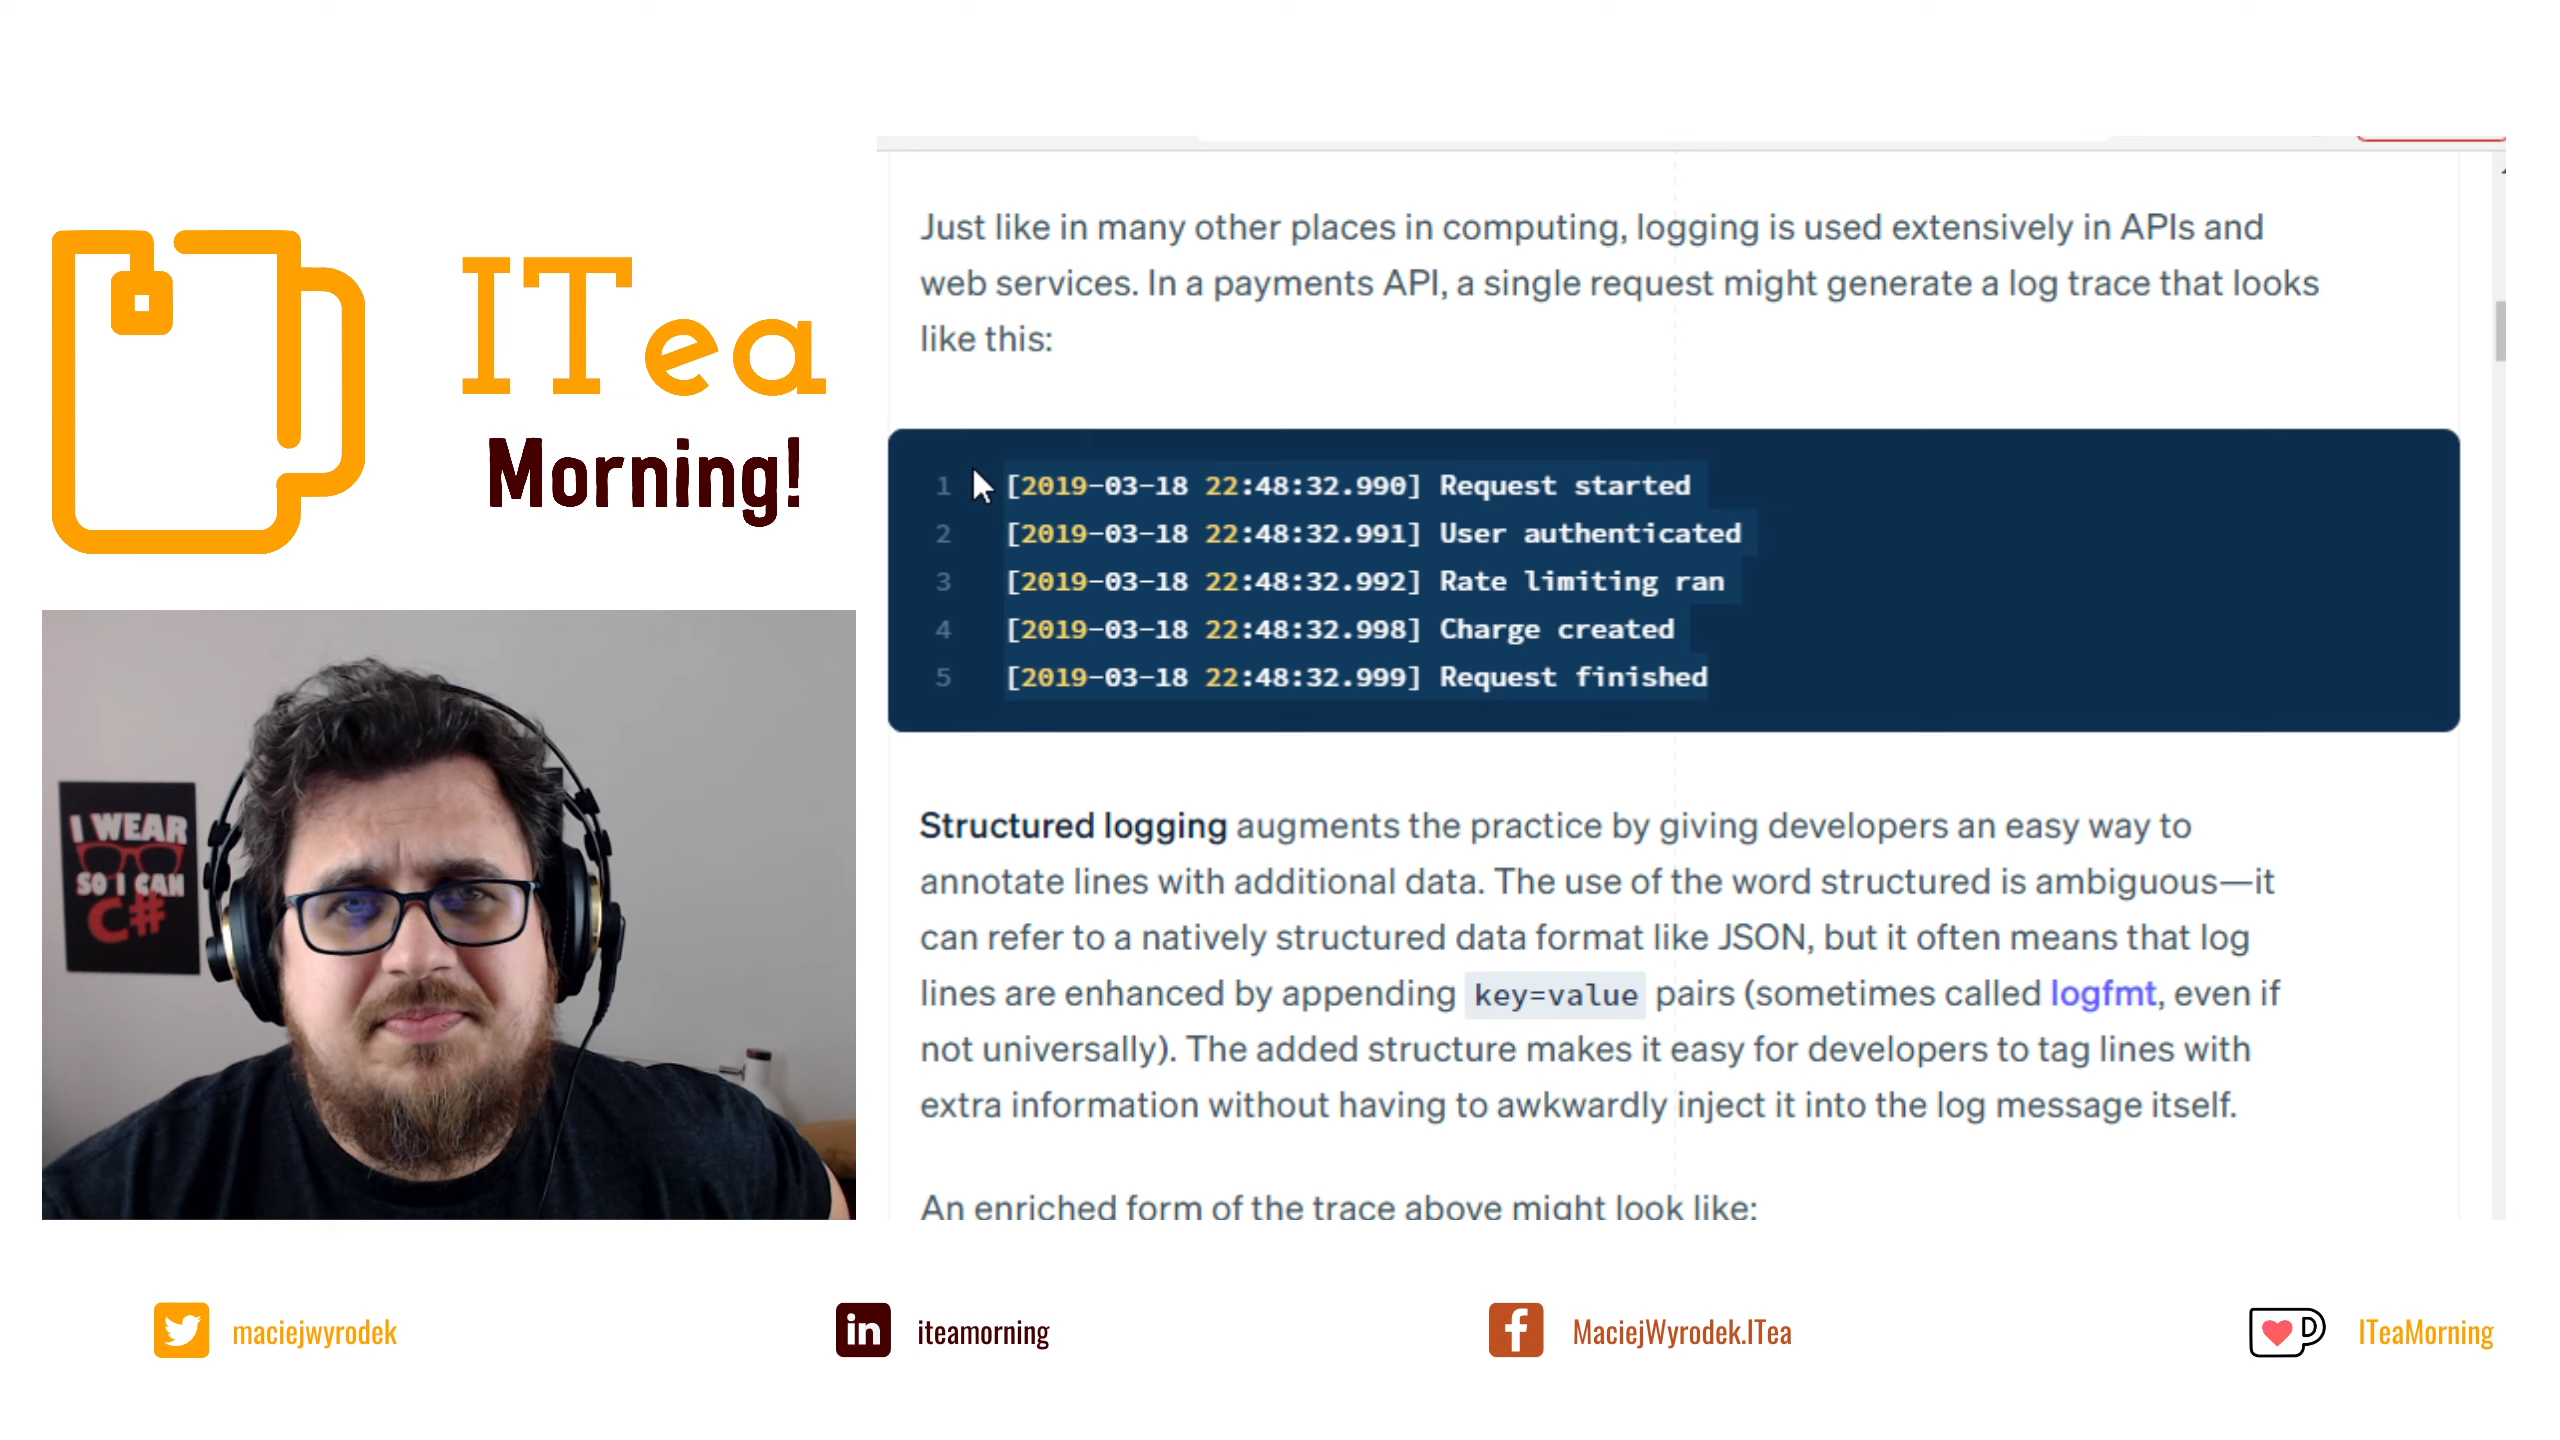 ITea
Morning!
I WEAR
SO I CAN
C#
Just like in many other places in computing, logging is used extensively in APIs and
web services. In a payments API, a single request might generate a log trace that looks
like this:
1 [2019-03-18 22:48:32.990] Request started
2 [2019-03-18 22:48:32.991] User authenticated
3 [2019-03-18 22:48:32.992] Rate limiting ran
4 [2019-03-18 22:48:32.998] Charge created
5 [2019-03-18 22:48:32.999] Request finished
Structured logging augments the practice by giving developers an easy way to
annotate lines with additional data. The use of the word structured is ambiguous—it
can refer to a natively structured data format like JSON, but it often means that log
lines are enhanced by appending key=value pairs (sometimes called logfmt, even if
not universally). The added structure makes it easy for developers to tag lines with
extra information without having to awkwardly inject it into the log message itself.
An enriched form of the trace above might look like:
maciejwyrodek
in iteamorning
f MaciejWyrodek.ITea
ITeaMorning